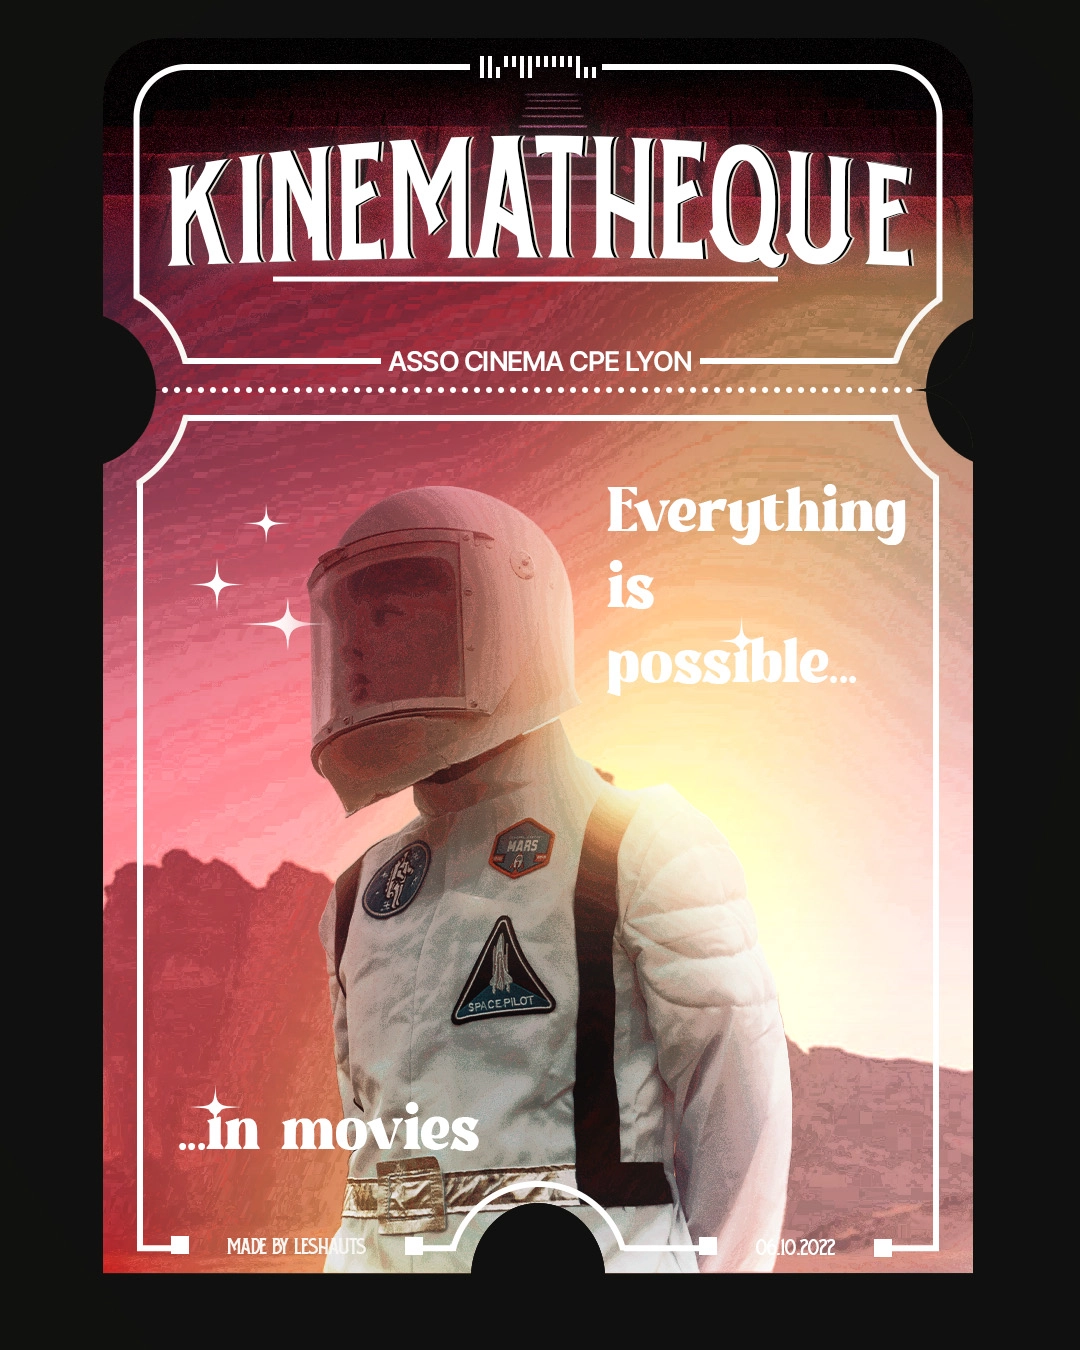 KINEMATHEQUE
ASSO CINEMA CPE LYON
Everything
is
possible...
MARS
SPACE PILOT
...in movies
MADE BY LESHAUTS
06.10.2022